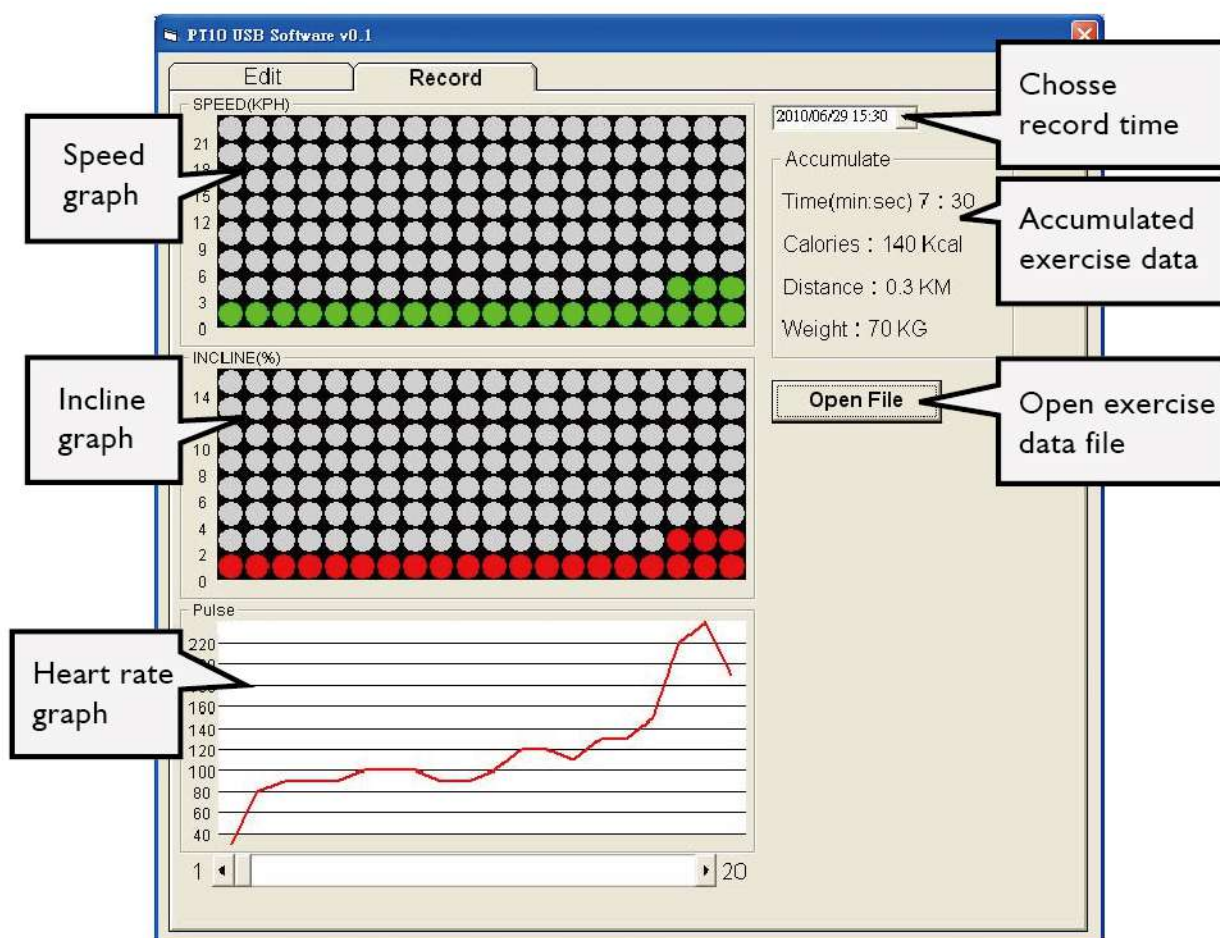 PT10 USB Software v0.1
Edit
Record
SPEED(KPH)
21
18
15
12
9
6
3
0
Speed
graph
2010/06/29 15:30
Chosse
record time
Accumulate
Time(min:sec) 7 : 30
Calories : 140 Kcal
Distance : 0.3 KM
Weight : 70 KG
Accumulated
exercise data
INCLINE(%)
14
10
8
6
4
2
0
Incline
graph
Open File
Open exercise
data file
Pulse
220
160
140
120
100
80
60
40
Heart rate
graph
1
20